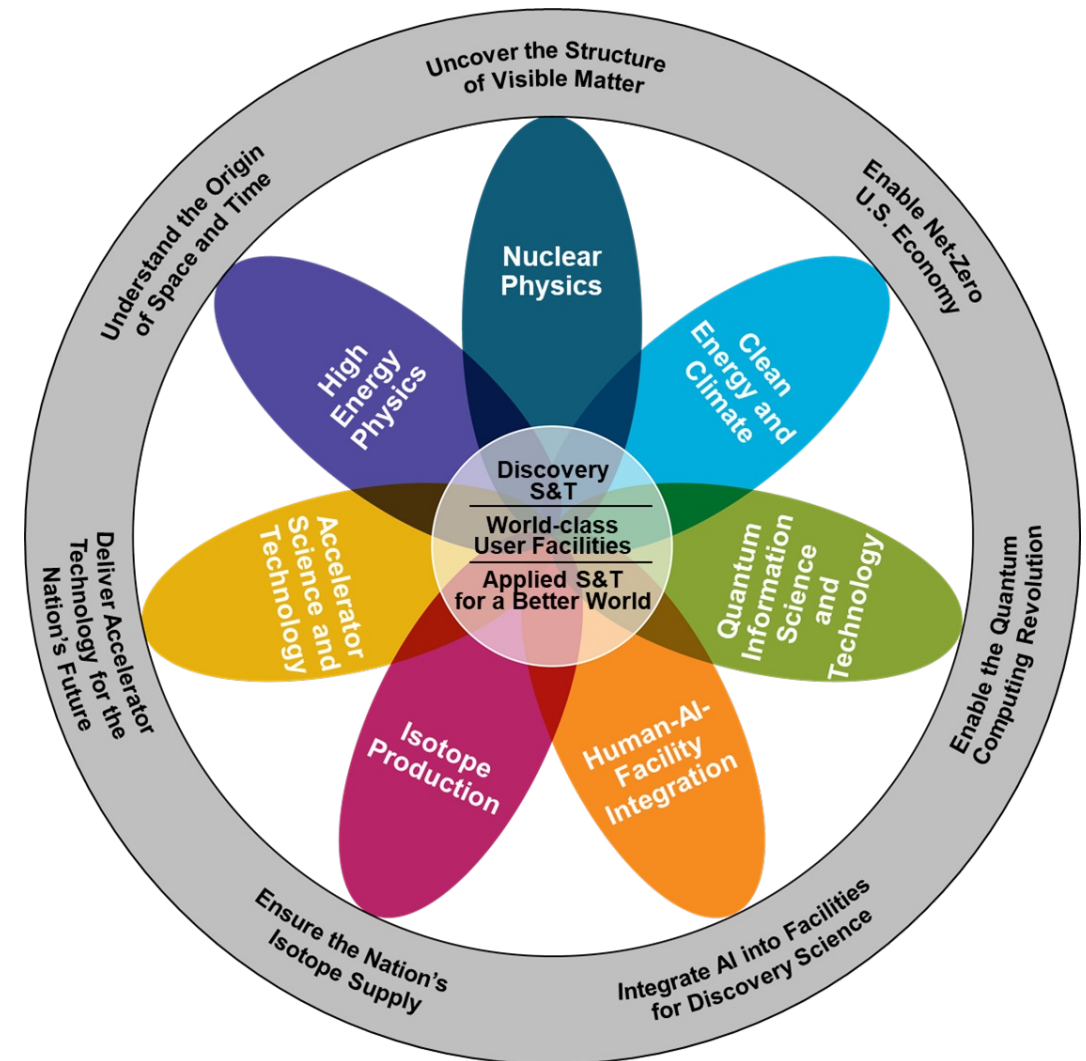 Uncover the Structure
of Visible Matter
Enable Net-Zero
U.S. Economy
Enable the Quantum
Computing Revolution
Integrate AI into Facilities
for Discovery Science
Ensure the Nation's
Isotope Supply
Deliver Accelerator
Technology for the
Nation's Future
Understand the Origin
of Space and Time
Nuclear
Physics
Clean
Energy and
Climate
Quantum
Information
Science
and
Technology
Human-AI-
Facility
Integration
Isotope
Production
Accelerator
Science and
Technology
High
Energy
Physics
Discovery
S&T
World-class
User Facilities
Applied S&T
for a Better World